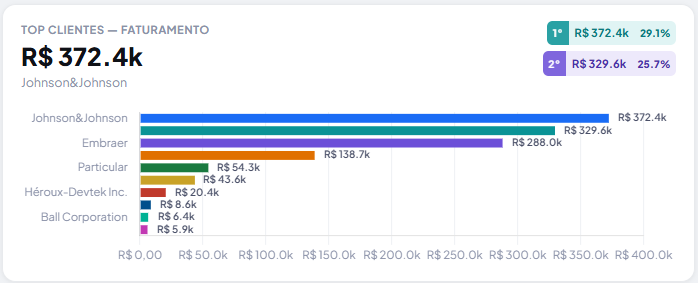 TOP CLIENTES — FATURAMENTO
R$ 372.4k
Johnson&Johnson
1° R$ 372.4k 29.1%
2° R$ 329.6k 25.7%
Johnson&Johnson R$ 372.4k
R$ 329.6k
Embraer R$ 288.0k
R$ 138.7k
Particular R$ 54.3k
R$ 43.6k
Héroux-Devtek Inc. R$ 20.4k
R$ 8.6k
Ball Corporation R$ 6.4k
R$ 5.9k
R$ 0,00 R$ 50.0k R$ 100.0k R$ 150.0k R$ 200.0k R$ 250.0k R$ 300.0k R$ 350.0k R$ 400.0k